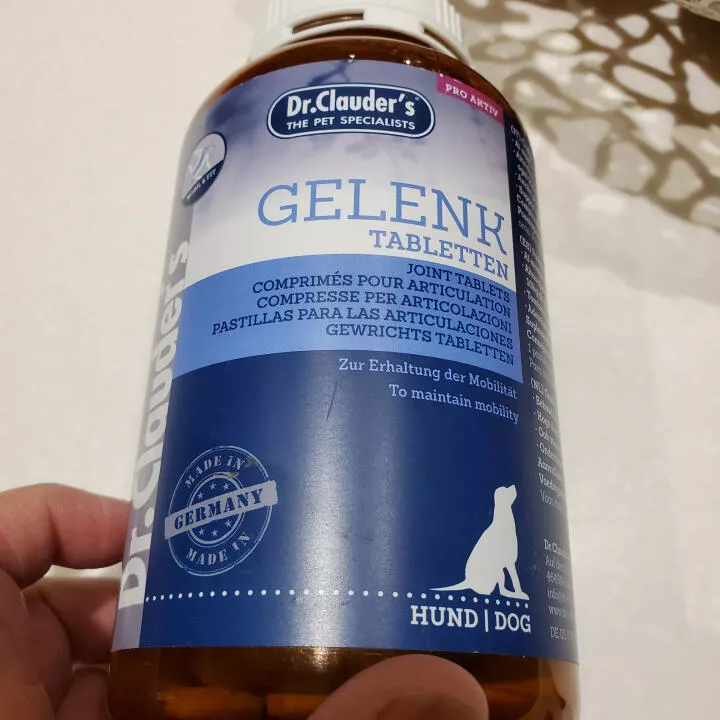 Dr.Clauder's®
THE PET SPECIALISTS
PRO AKTIV
GELENK
TABLETTEN
JOINT TABLETS
COMPRIMÉS POUR ARTICULATION
COMPRESSE PER ARTICOLAZIONI
PASTILLAS PARA LAS ARTICULACIONES
GEWRICHTS TABLETTEN
Zur Erhaltung der Mobilität
To maintain mobility
Dr.Clauder's
MADE IN
GERMANY
MADE IN
HUND | DOG